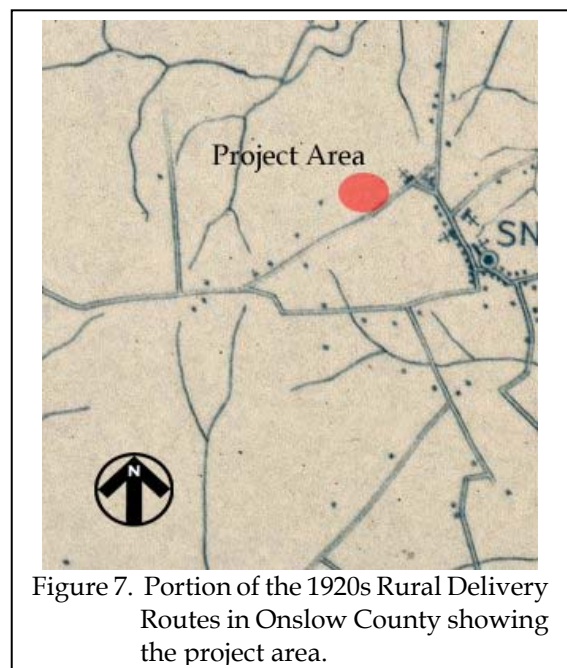 Project Area
SN
N
Figure 7. Portion of the 1920s Rural Delivery
Routes in Onslow County showing
the project area.